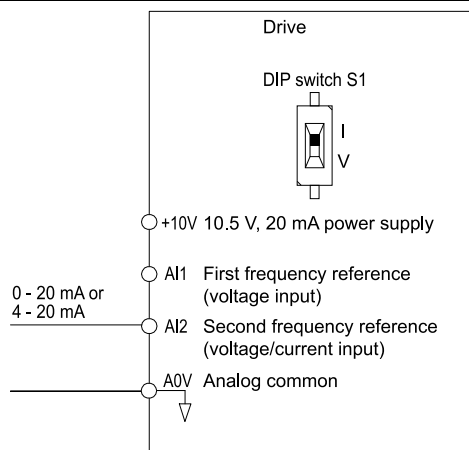 Drive
DIP switch S1
I
V
+10V 10.5 V, 20 mA power supply
AI1 First frequency reference
(voltage input)
0 - 20 mA or
4 - 20 mA
AI2 Second frequency reference
(voltage/current input)
A0V Analog common